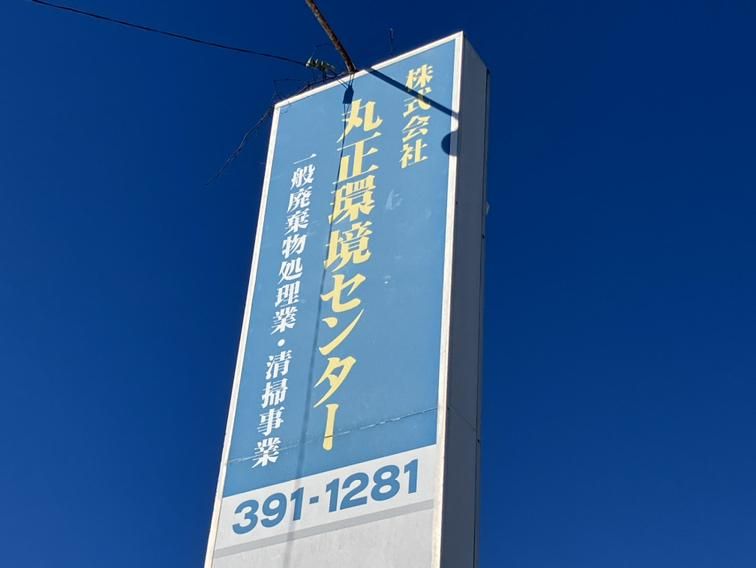 株式会社
丸正環境センター
一般廃棄物処理業・清掃事業
391-1281